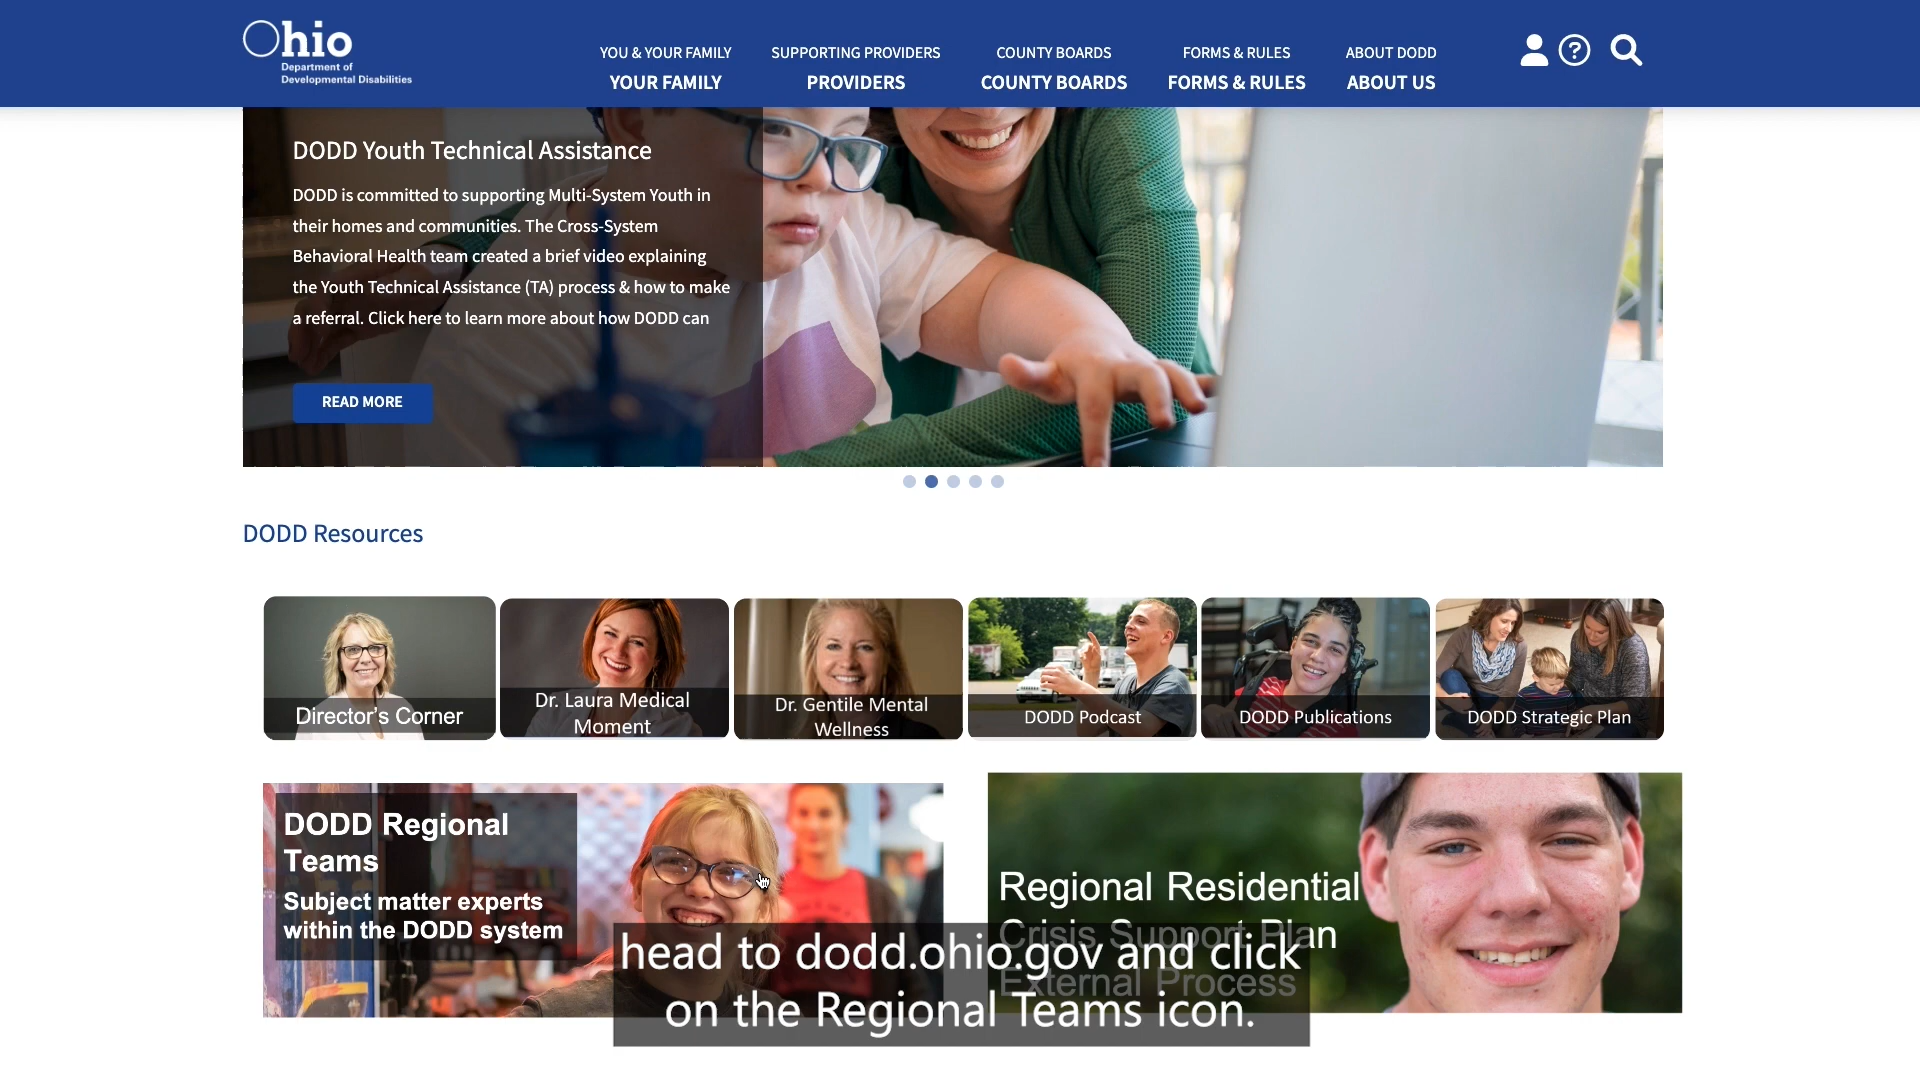 Ohio
Department of
Developmental Disabilities
YOU & YOUR FAMILY
SUPPORTING PROVIDERS
COUNTY BOARDS
FORMS & RULES
ABOUT DODD
YOUR FAMILY
PROVIDERS
COUNTY BOARDS
FORMS & RULES
ABOUT US
?
DODD Youth Technical Assistance
DODD is committed to supporting Multi-System Youth in
their homes and communities. The Cross-System
Behavioral Health team created a brief video explaining
the Youth Technical Assistance (TA) process & how to make
a referral. Click here to learn more about how DODD can
READ MORE
DODD Resources
Director's Corner
Dr. Laura Medical
Moment
Dr. Gentile Mental
Wellness
DODD Podcast
DODD Publications
DODD Strategic Plan
DODD Regional
Teams
Subject matter experts
within the DODD system
Regional Residential
Crisis Support Plan
External Process
head to dodd.ohio.gov and click
on the Regional Teams icon.